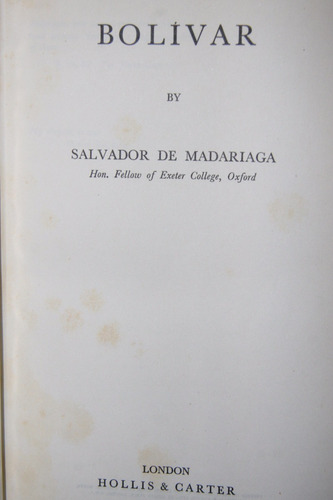 BOLÍVAR
BY
SALVADOR DE MADARIAGA
Hon. Fellow of Exeter College, Oxford
LONDON
HOLLIS & CARTER